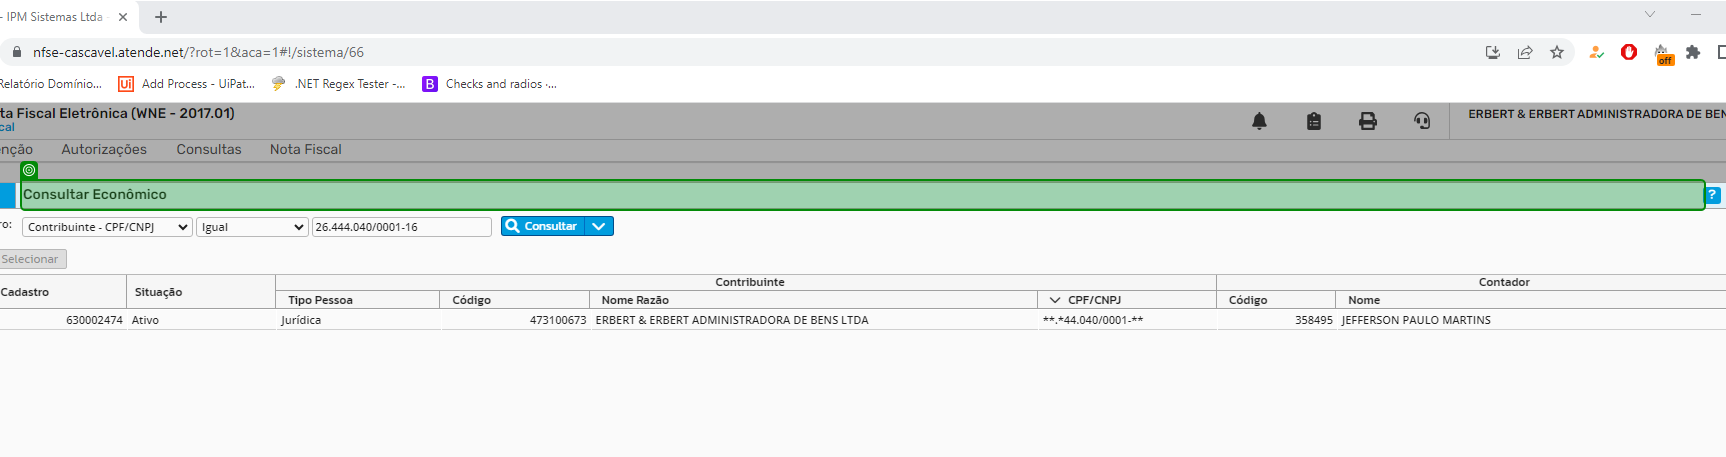 - IPM Sistemas Ltda
nfse-cascavel.atende.net/?rot=1&aca=1#!/sistema/66
Relatório Domínio... Ui Add Process - UiPat... .NET Regex Tester -... B Checks and radios ·...
off
ta Fiscal Eletrônica (WNE - 2017.01)
cal
ERBERT & ERBERT ADMINISTRADORA DE BEN
enção Autorizações Consultas Nota Fiscal
Consultar Econômico ?
ro: Contribuinte - CPF/CNPJ Igual 26.444.040/0001-16 Consultar
Selecionar
Contribuinte Contador
Cadastro Situação
Tipo Pessoa Código Nome Razão CPF/CNPJ Código Nome
630002474 Ativo Jurídica 473100673 ERBERT & ERBERT ADMINISTRADORA DE BENS LTDA **.*44.040/0001-** 358495 JEFFERSON PAULO MARTINS